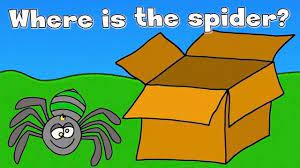 Where is the spider?